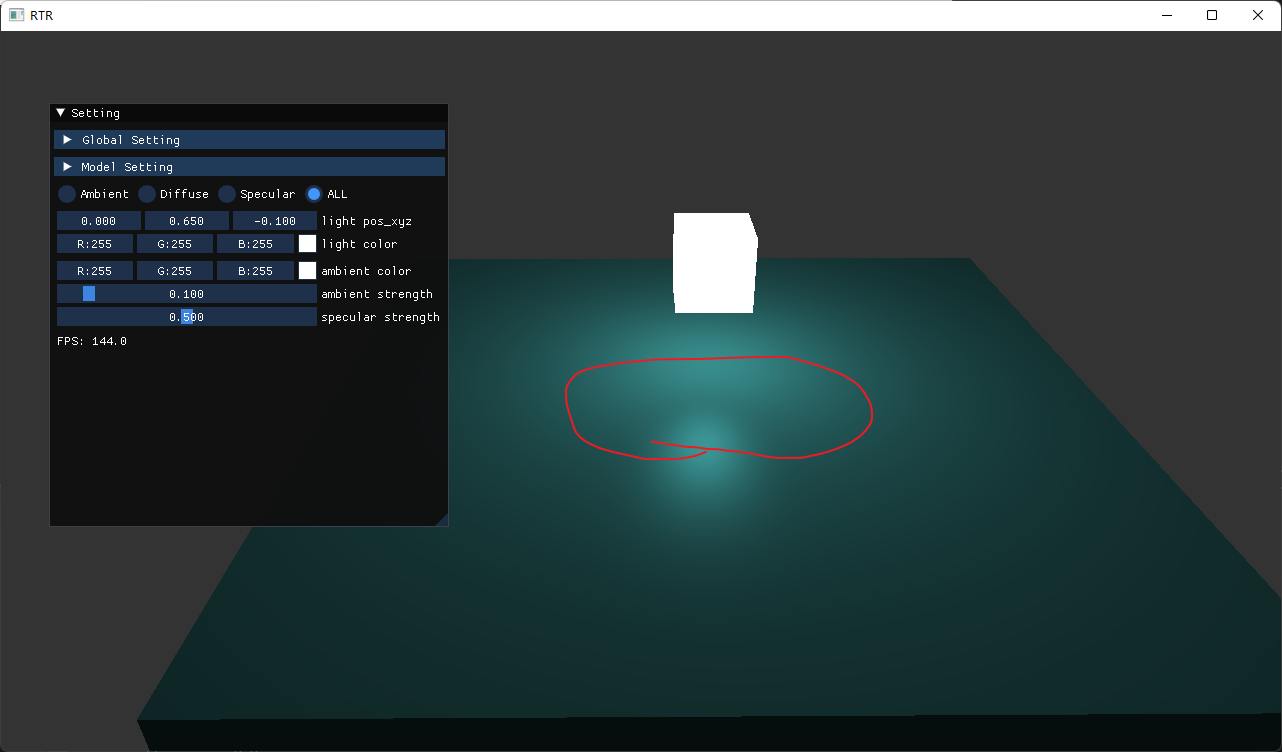 RTR
Setting
Global Setting
Model Setting
Ambient Diffuse Specular ALL
0.000 0.650 -0.100 light pos_xyz
R:255 G:255 B:255 light color
R:255 G:255 B:255 ambient color
0.100 ambient strength
0.500 specular strength
FPS: 144.0